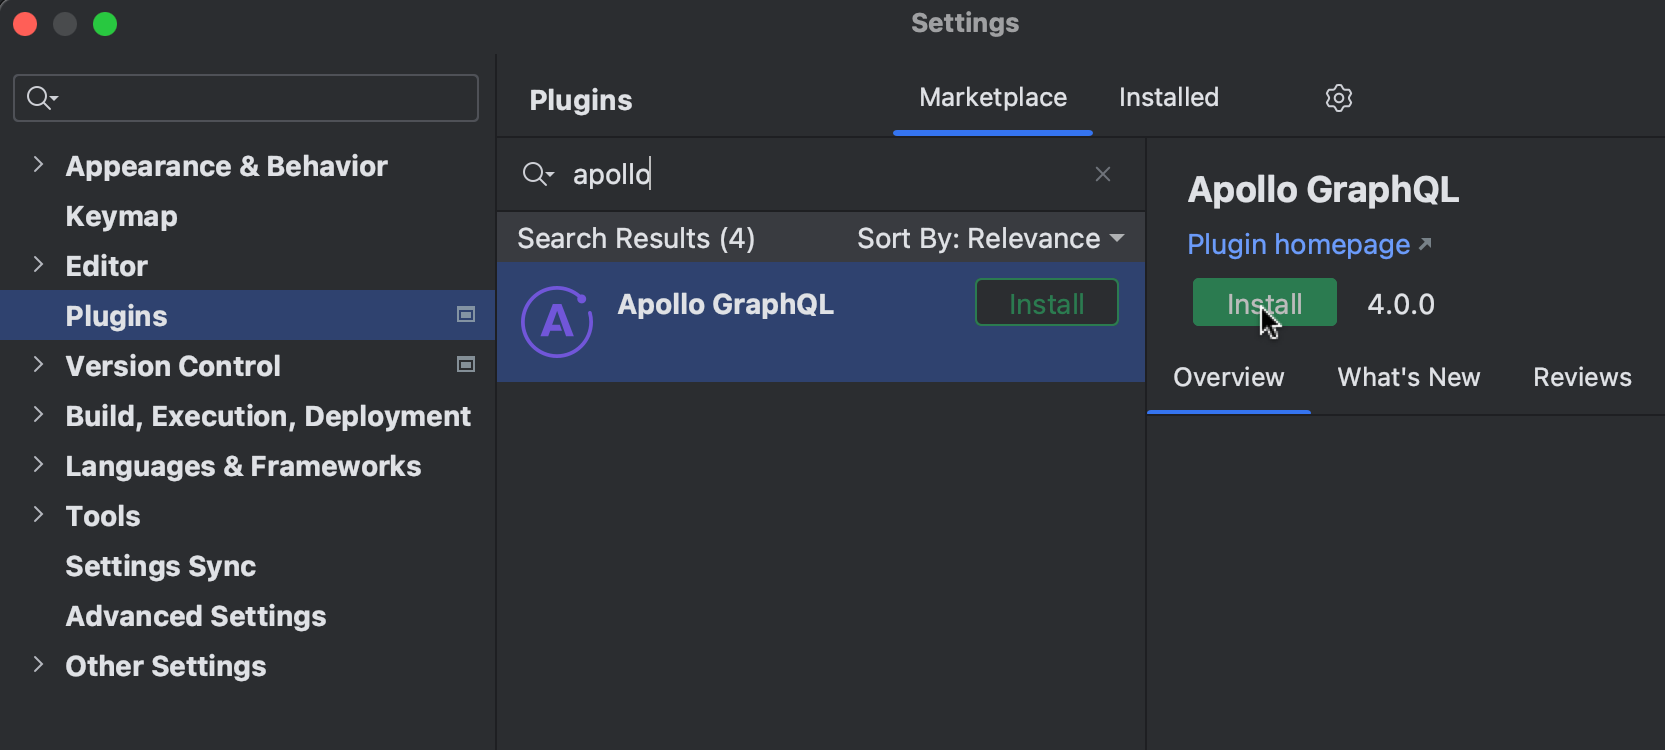 Settings
Plugins
Marketplace
Installed
Appearance & Behavior
Keymap
Editor
Plugins
Version Control
Build, Execution, Deployment
Languages & Frameworks
Tools
Settings Sync
Advanced Settings
Other Settings
apollo
Search Results (4)
Sort By: Relevance
A
Apollo GraphQL
Install
Apollo GraphQL
Plugin homepage
Install
4.0.0
Overview
What's New
Reviews